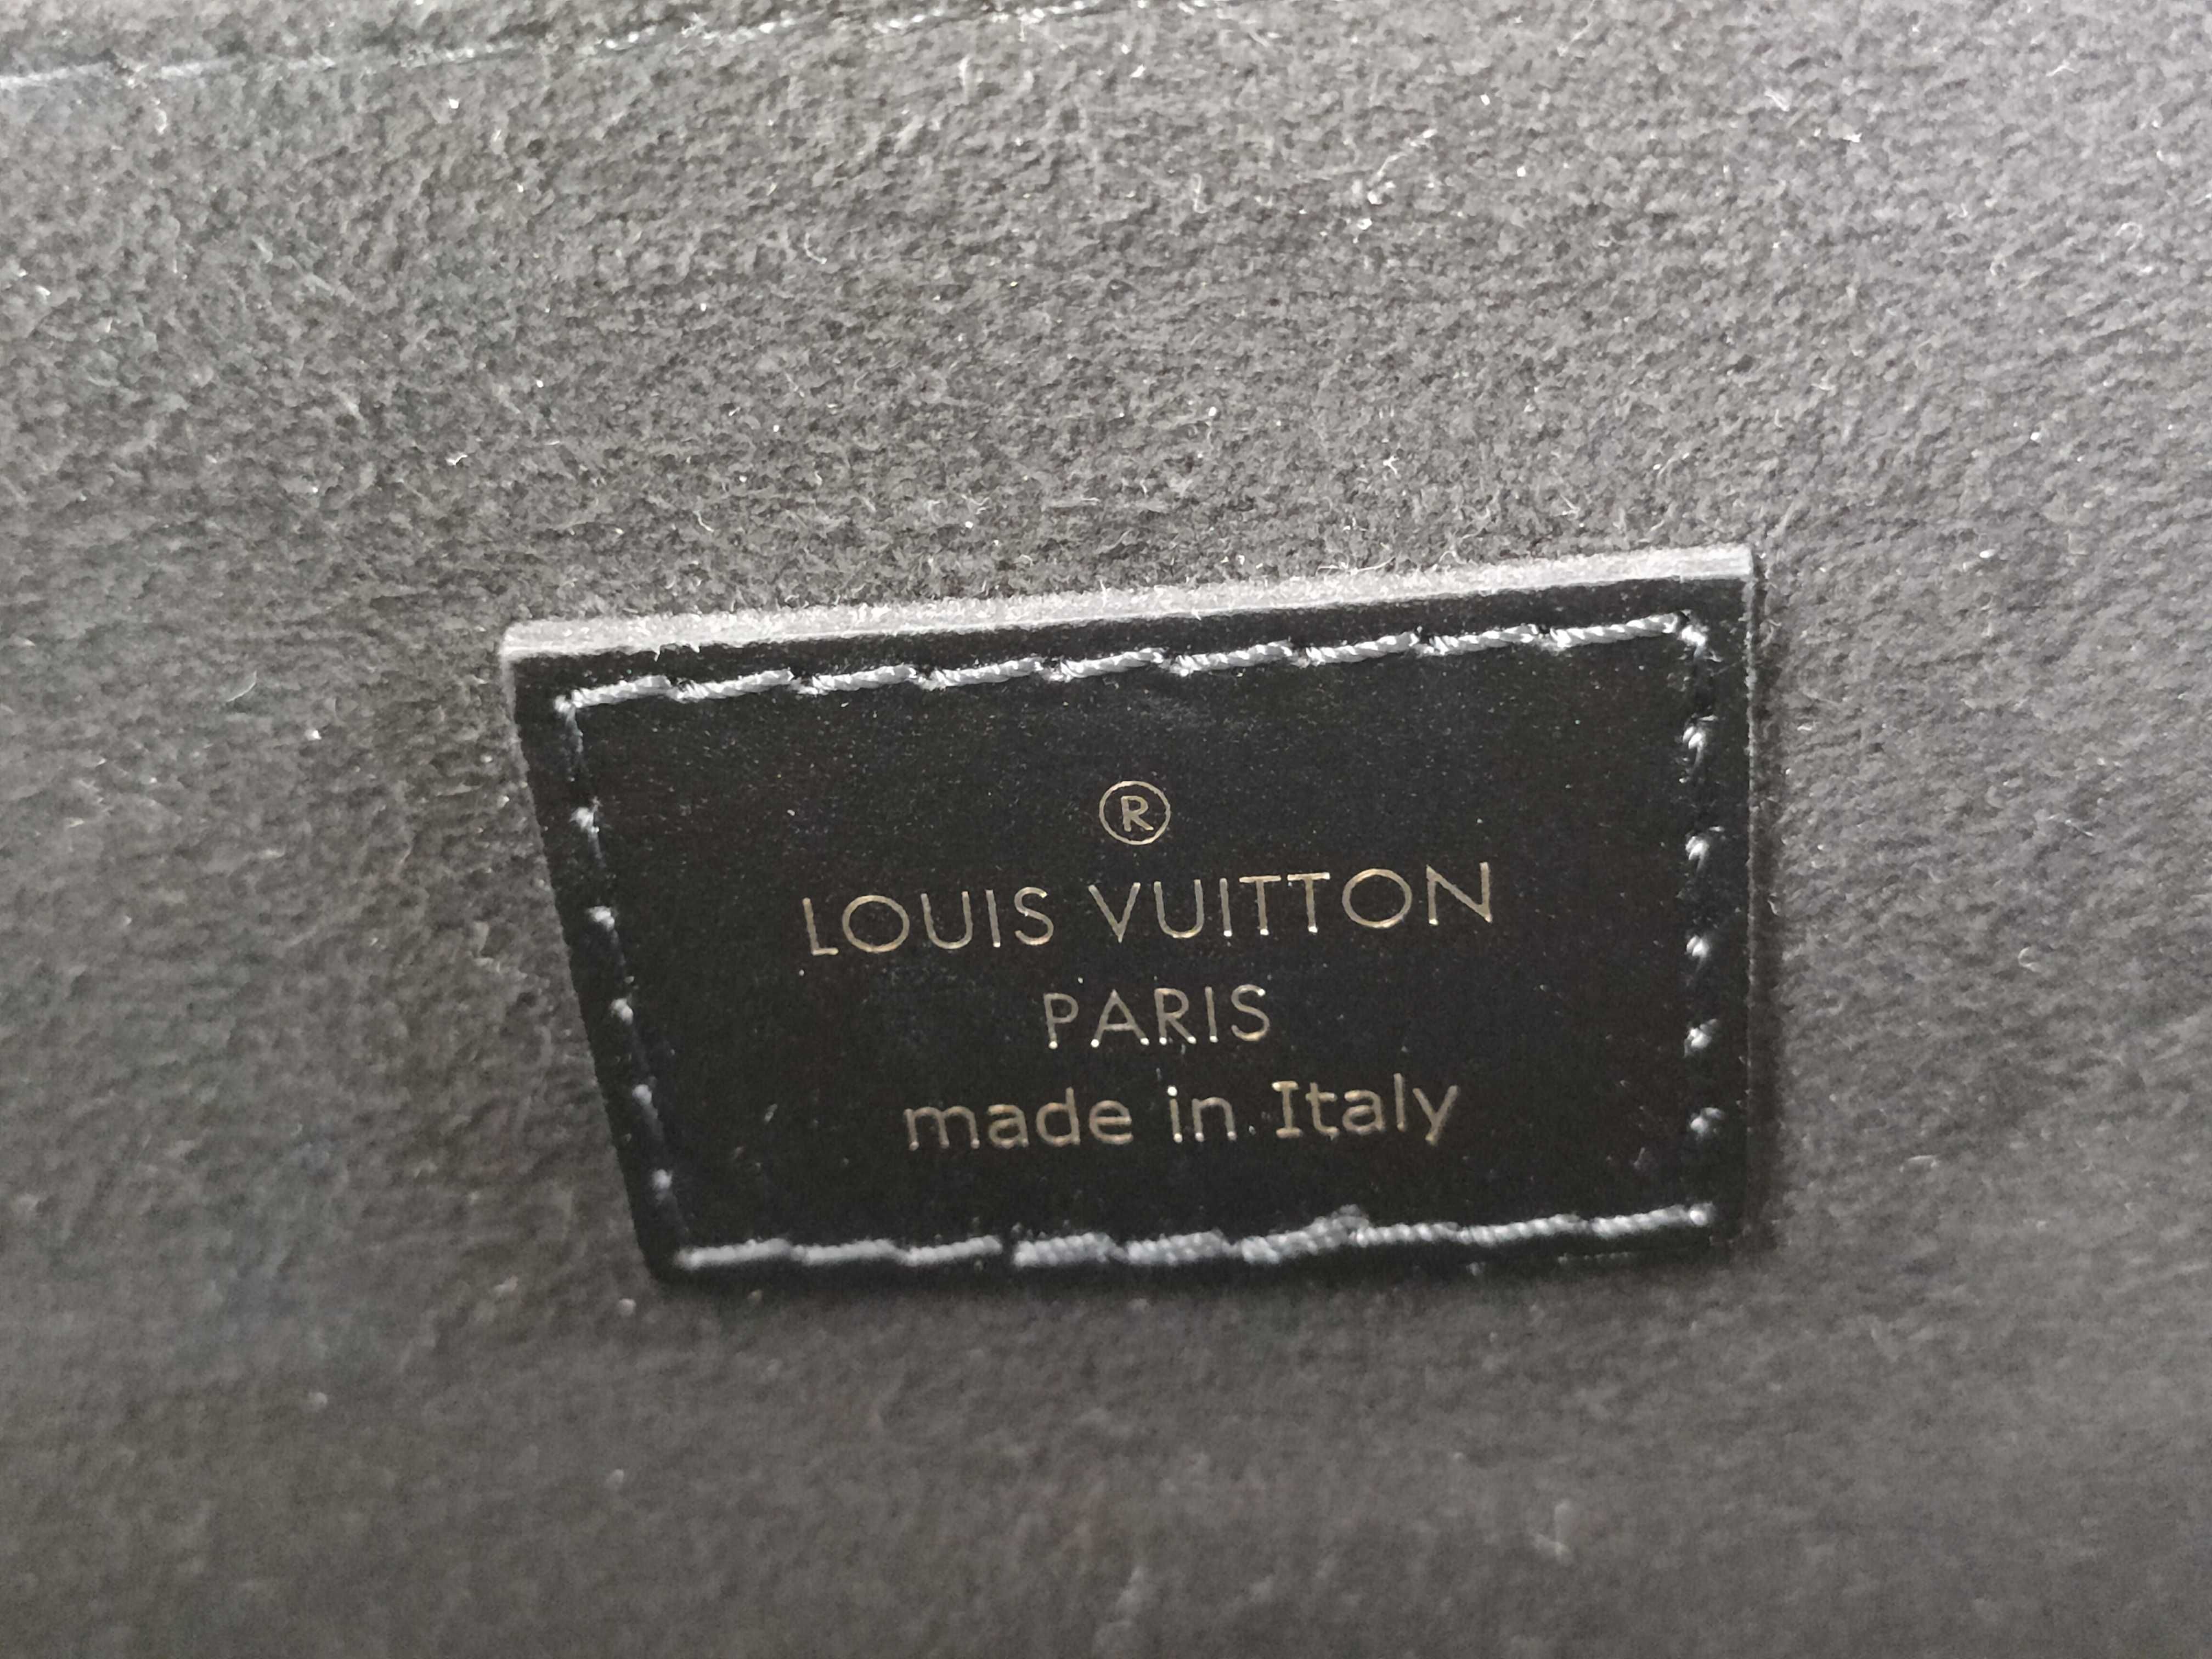 ®
LOUIS VUITTON
PARIS
made in Italy